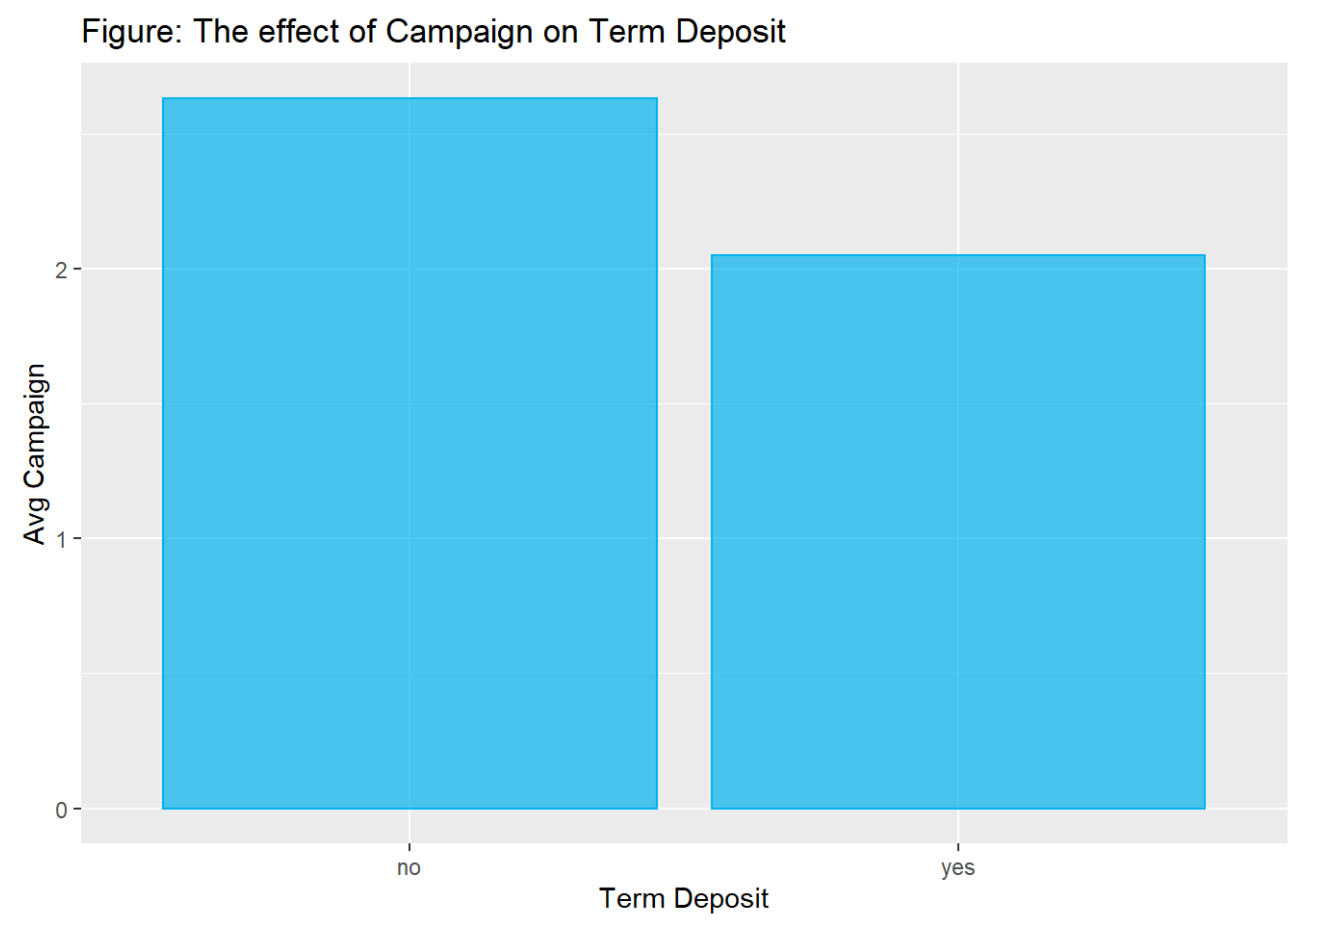 Figure: The effect of Campaign on Term Deposit
Avg Campaign
2
1
0
no
yes
Term Deposit